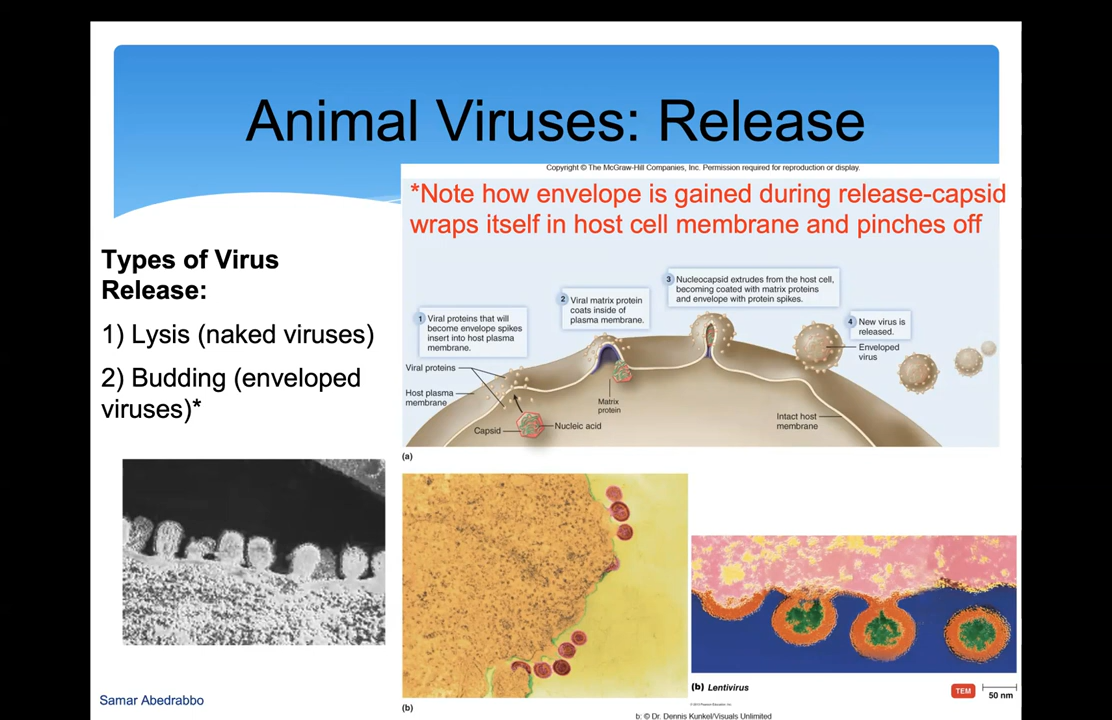 Animal Viruses: Release
Copyright © The McGraw-Hill Companies, Inc. Permission required for reproduction or display.
*Note how envelope is gained during release-capsid
wraps itself in host cell membrane and pinches off
Types of Virus
Release:
1) Lysis (naked viruses)
2) Budding (enveloped
viruses)*
1 Viral proteins that will
become envelope spikes
insert into host plasma
membrane.
2 Viral matrix protein
coats inside of
plasma membrane.
3 Nucleocapsid extrudes from the host cell,
becoming coated with matrix proteins
and envelope with protein spikes.
4 New virus is
released.
Enveloped
virus
Viral proteins
Host plasma
membrane
Capsid
Nucleic acid
Matrix
protein
Intact host
membrane
(a)
(b)
(b) Lentivirus
TEM
50 nm
b: © Dr. Dennis Kunkel/Visuals Unlimited
Samar Abedrabbo